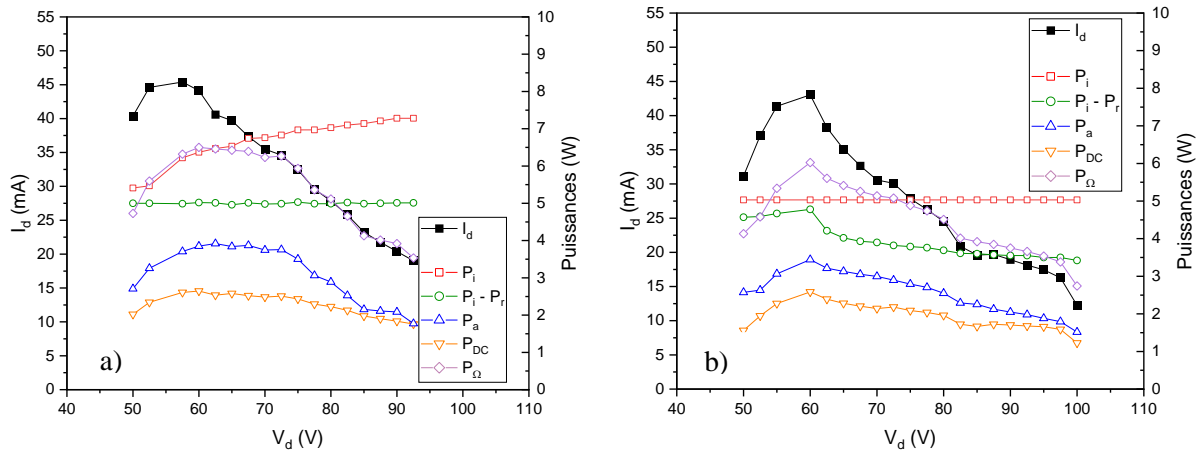 a)
I_d (mA)
55
50
45
40
35
30
25
20
15
10
5
0
40 50 60 70 80 90 100 110
V_d (V)
10
9
8
7
6
5
4
3
2
1
0
Puissances (W)
I_d
P_i
P_i - P_r
P_a
P_DC
P_Ω
b)
I_d (mA)
55
50
45
40
35
30
25
20
15
10
5
0
40 50 60 70 80 90 100 110
V_d (V)
10
9
8
7
6
5
4
3
2
1
0
Puissances (W)
I_d
P_i
P_i - P_r
P_a
P_DC
P_Ω